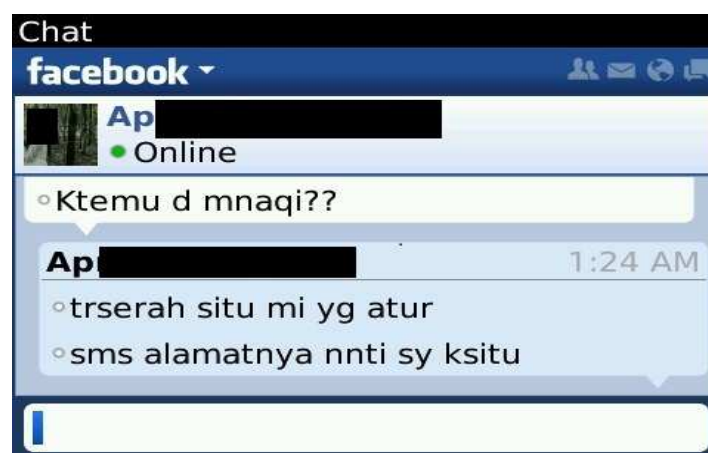 Chat
facebook
Ap
Online
Ktemu d mnaqi??
Ap 1:24 AM
trserah situ mi yg atur
sms alamatnya nnti sy ksitu